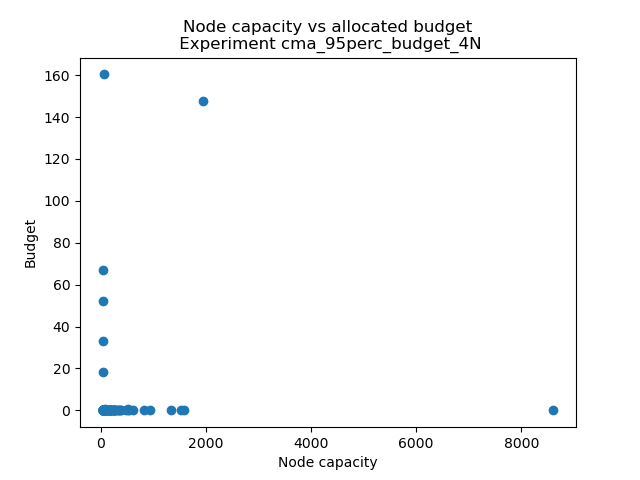 Node capacity vs allocated budget
Experiment cma_95perc_budget_4N
160
140
120
100
80
60
40
20
0
Budget
0 2000 4000 6000 8000
Node capacity